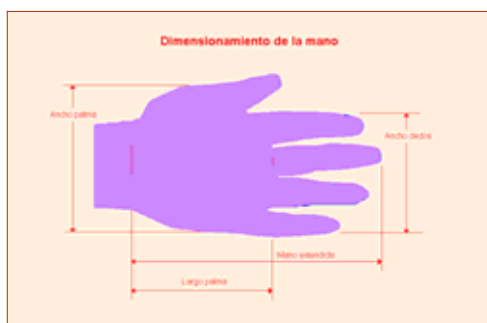 Dimensionamiento de la mano
Ancho palma
Ancho dedos
Mano extendida
Largo palma